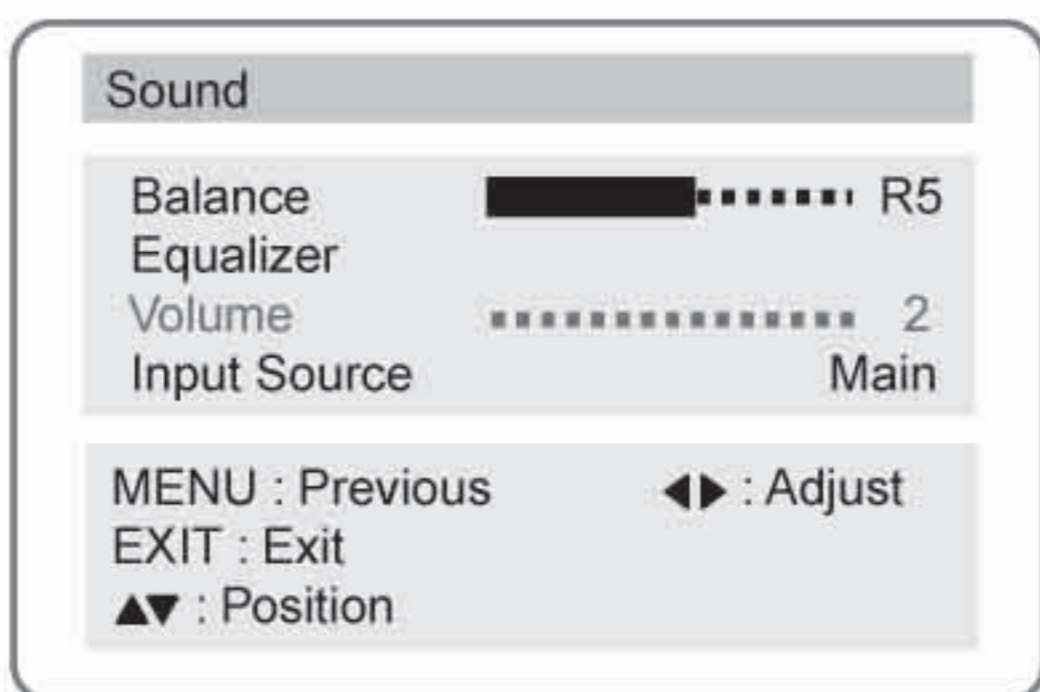 Sound
Balance R5
Equalizer
Volume 2
Input Source Main
MENU : Previous ◀▶ : Adjust
EXIT : Exit
▲▼ : Position